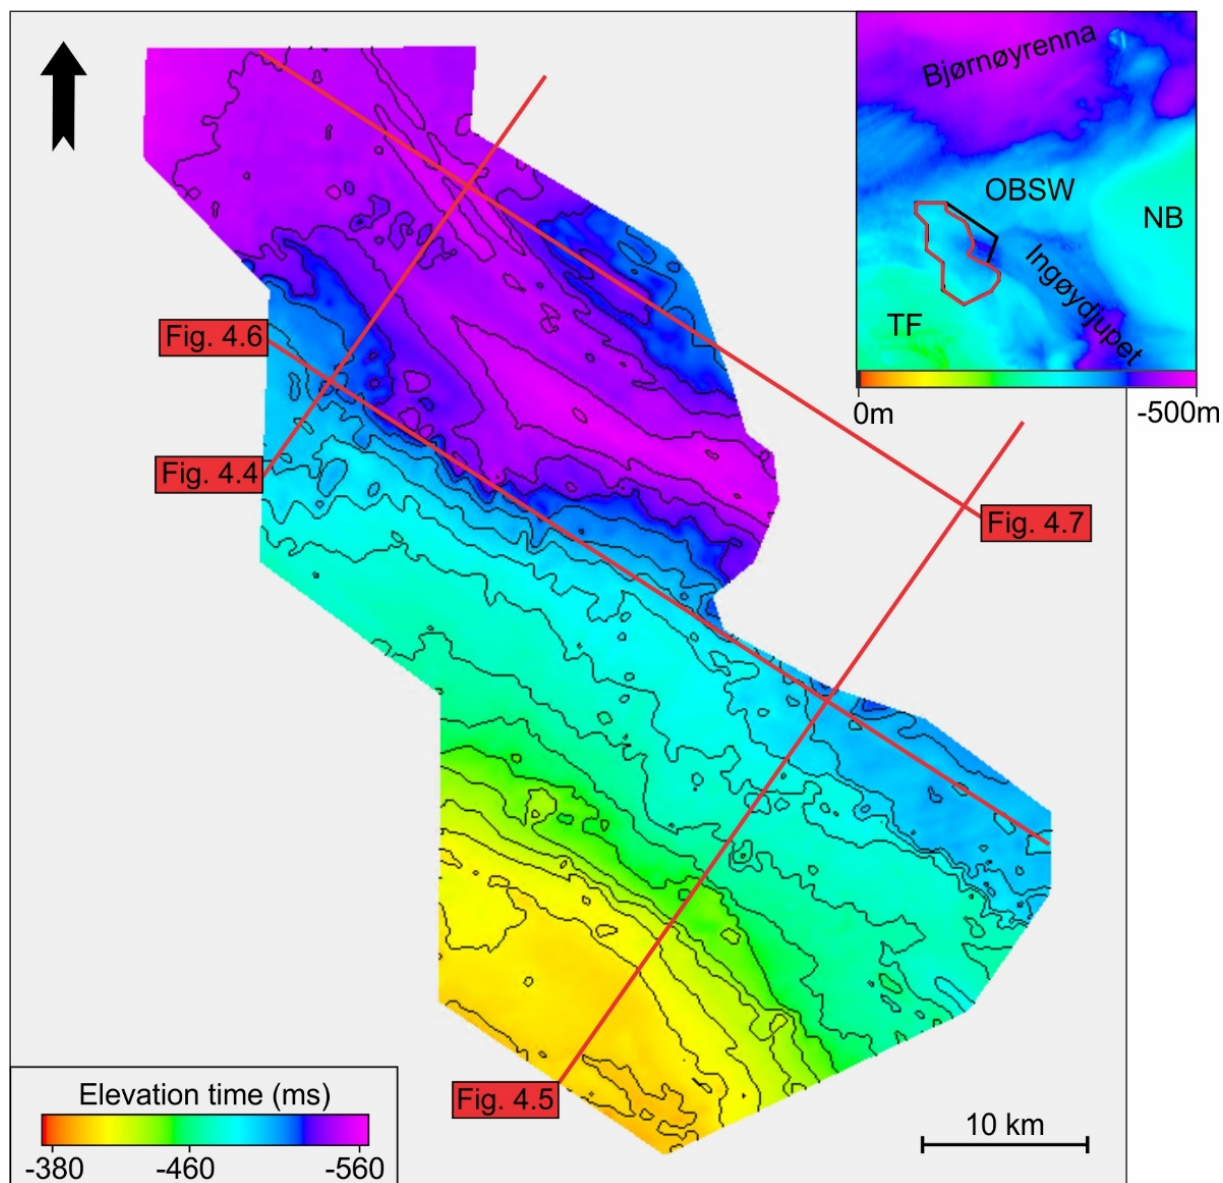 Bjørnøyrenna
OBSW
NB
Ingøydjupet
TF
0m
-500m
Fig. 4.6
Fig. 4.4
Fig. 4.7
Fig. 4.5
Elevation time (ms)
-380
-460
-560
10 km